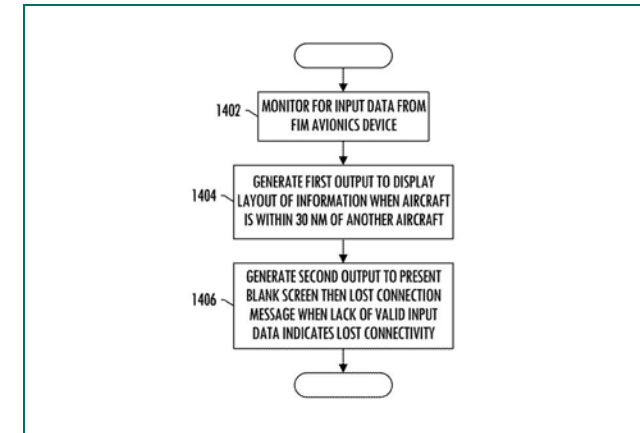 1402
MONITOR FOR INPUT DATA FROM
FIM AVIONICS DEVICE
1404
GENERATE FIRST OUTPUT TO DISPLAY
LAYOUT OF INFORMATION WHEN AIRCRAFT
IS WITHIN 30 NM OF ANOTHER AIRCRAFT
1406
GENERATE SECOND OUTPUT TO PRESENT
BLANK SCREEN THEN LOST CONNECTION
MESSAGE WHEN LACK OF VALID INPUT
DATA INDICATES LOST CONNECTIVITY